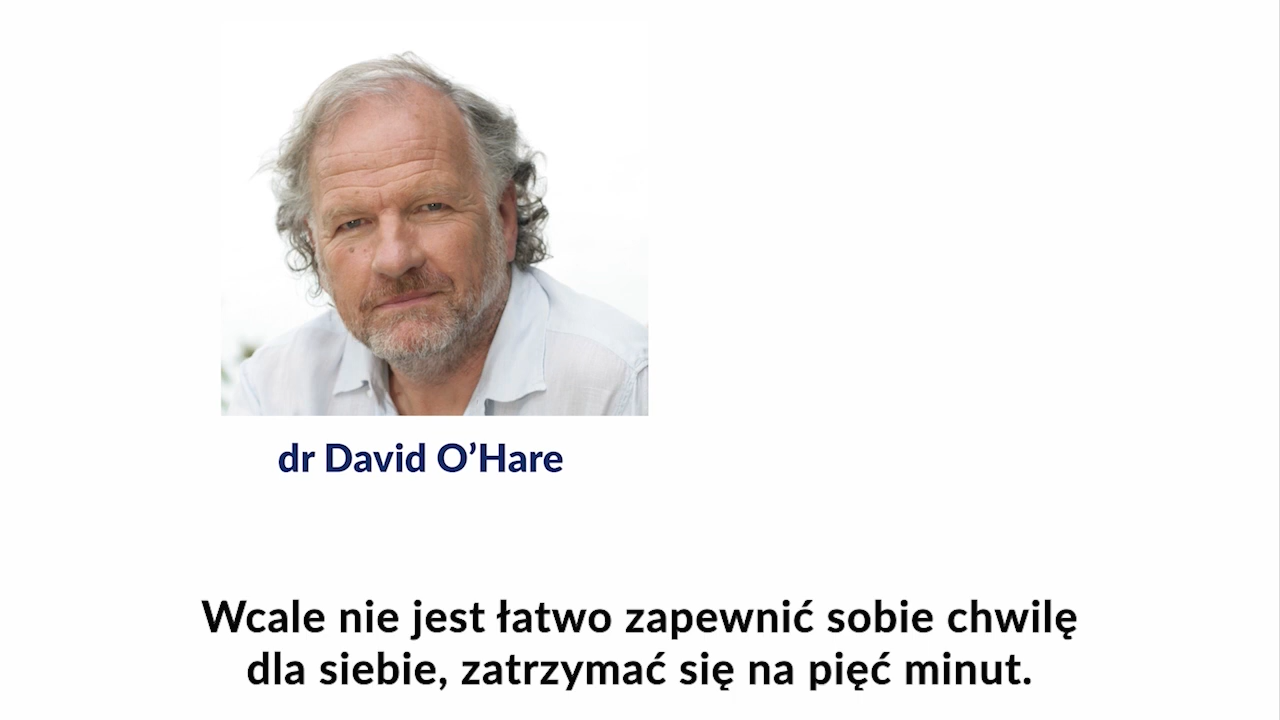 dr David O’Hare
Wcale nie jest łatwo zapewnić sobie chwilę
dla siebie, zatrzymać się na pięć minut.